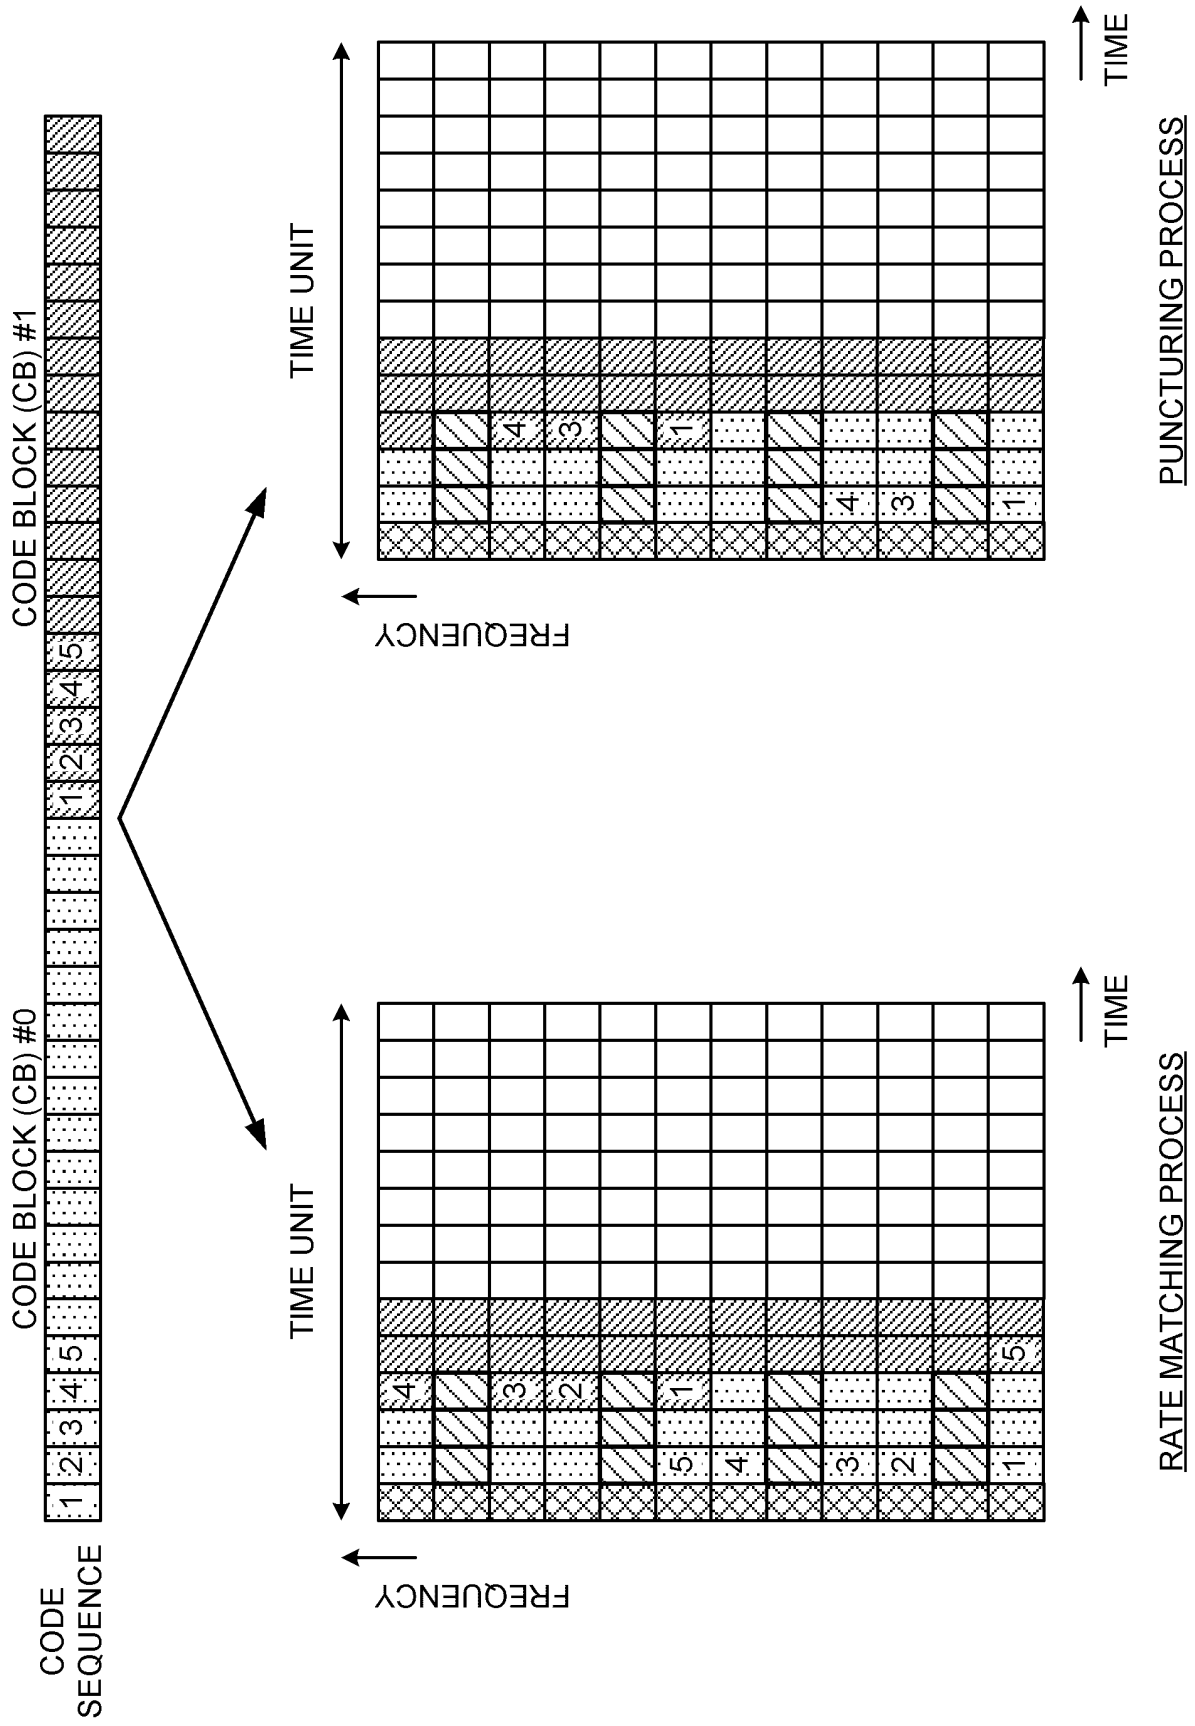 CODE BLOCK (CB) #0
CODE BLOCK (CB) #1
CODE
SEQUENCE
1 2 3 4 5
1 2 3 4 5
TIME UNIT
FREQUENCY
4
3
2
1
5
4
3
2
1
5
TIME
RATE MATCHING PROCESS
TIME UNIT
FREQUENCY
4
3
1
4
3
1
TIME
PUNCTURING PROCESS